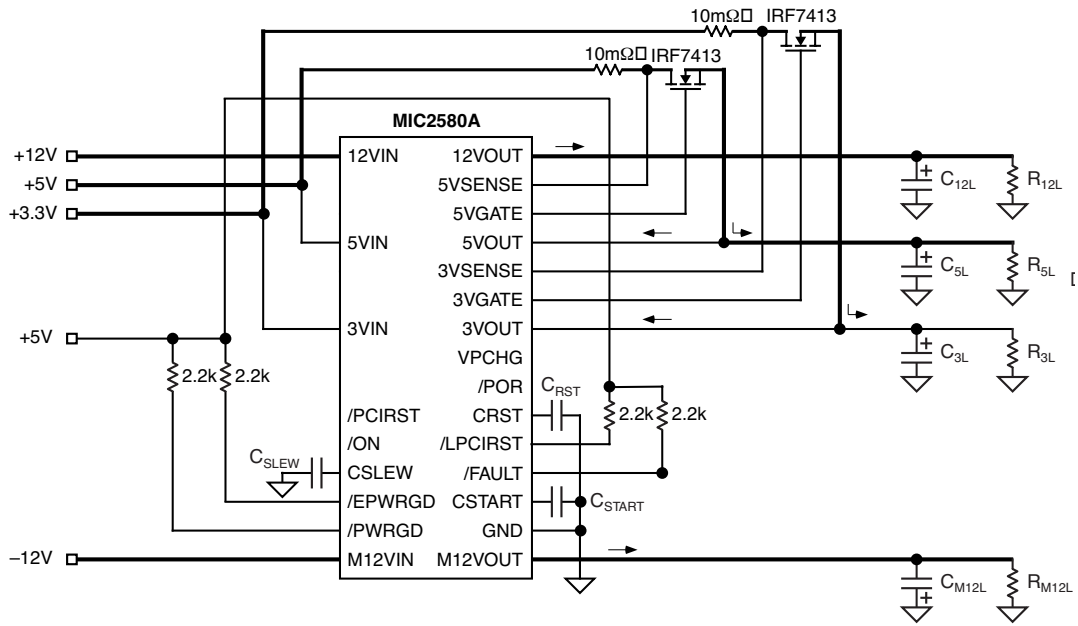 10mΩ IRF7413
10mΩ IRF7413
MIC2580A
+12V 12VIN 12VOUT C12L R12L
+5V 5VSENSE
+3.3V 5VGATE
5VIN 5VOUT C5L R5L
3VSENSE
3VGATE
+5V 3VIN 3VOUT C3L R3L
VPCHG
2.2k 2.2k /POR
/PCIRST CRST CRST 2.2k 2.2k
/ON /LPCIRST
CSLEW CSLEW /FAULT
/EPWRGD CSTART CSTART
/PWRGD GND
–12V M12VIN M12VOUT CM12L RM12L
+
+
+
+